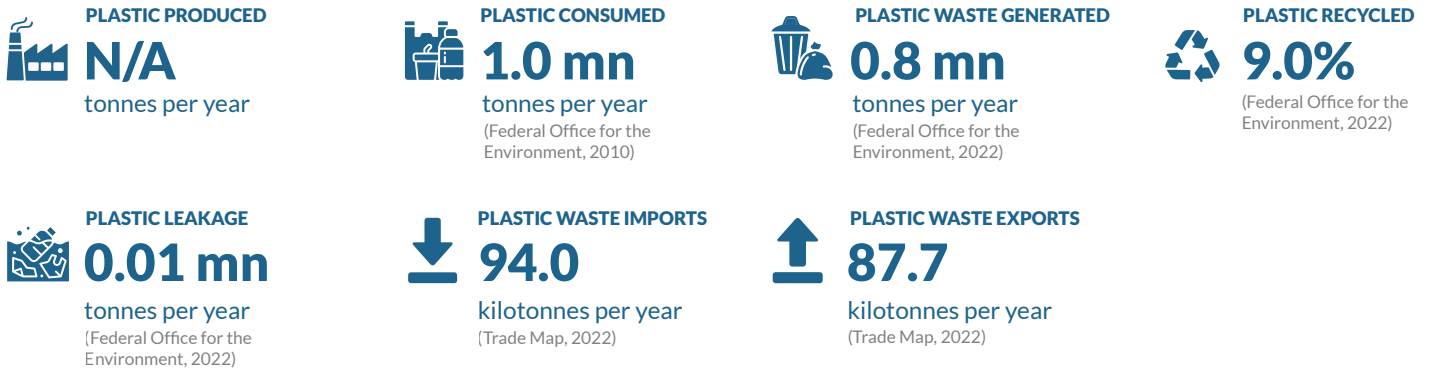 PLASTIC PRODUCED
N/A
tonnes per year
PLASTIC CONSUMED
1.0 mn
tonnes per year
(Federal Office for the
Environment, 2010)
PLASTIC WASTE GENERATED
0.8 mn
tonnes per year
(Federal Office for the
Environment, 2022)
PLASTIC RECYCLED
9.0%
(Federal Office for the
Environment, 2022)
PLASTIC LEAKAGE
0.01 mn
tonnes per year
(Federal Office for the
Environment, 2022)
PLASTIC WASTE IMPORTS
94.0
kilotonnes per year
(Trade Map, 2022)
PLASTIC WASTE EXPORTS
87.7
kilotonnes per year
(Trade Map, 2022)